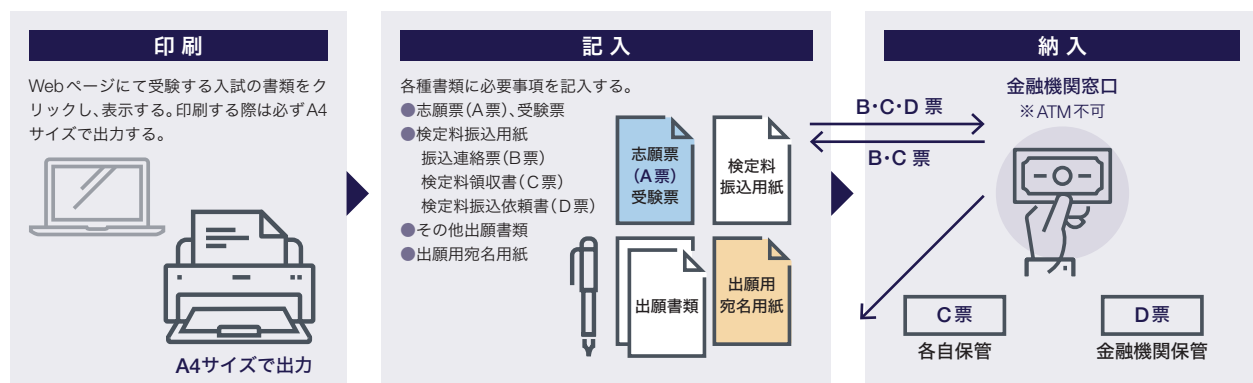 印刷
Webページにて受験する入試の書類をク
リックし、表示する。印刷する際は必ずA4
サイズで出力する。
A4サイズで出力
記入
各種書類に必要事項を記入する。
●志願票(A票)、受験票
●検定料振込用紙
振込連絡票(B票)
検定料領収書(C票)
検定料振込依頼書(D票)
●その他出願書類
●出願用宛名用紙
志願票
(A票)
受験票
検定料
振込用紙
出願書類
出願用
宛名用紙
納入
B・C・D 票
B・C 票
金融機関窓口
※ATM不可
C票
各自保管
D票
金融機関保管